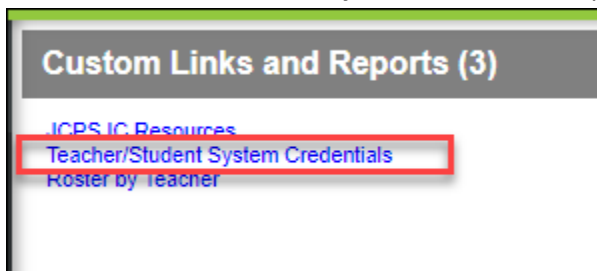 Custom Links and Reports (3)
JCPS IC Resources
Teacher/Student System Credentials
Roster by Teacher